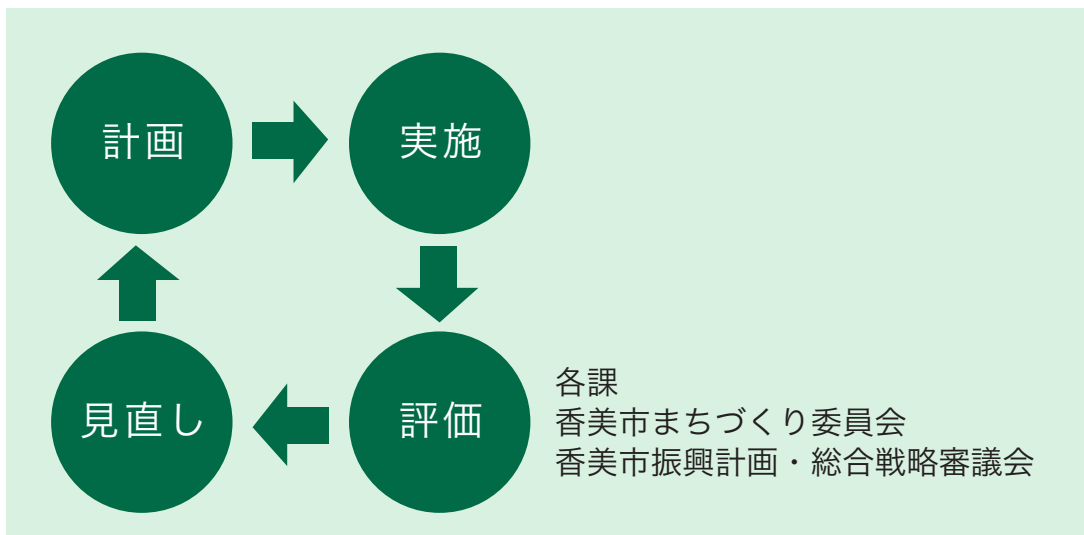 計画
実施
見直し
評価
各課
香美市まちづくり委員会
香美市振興計画・総合戦略審議会